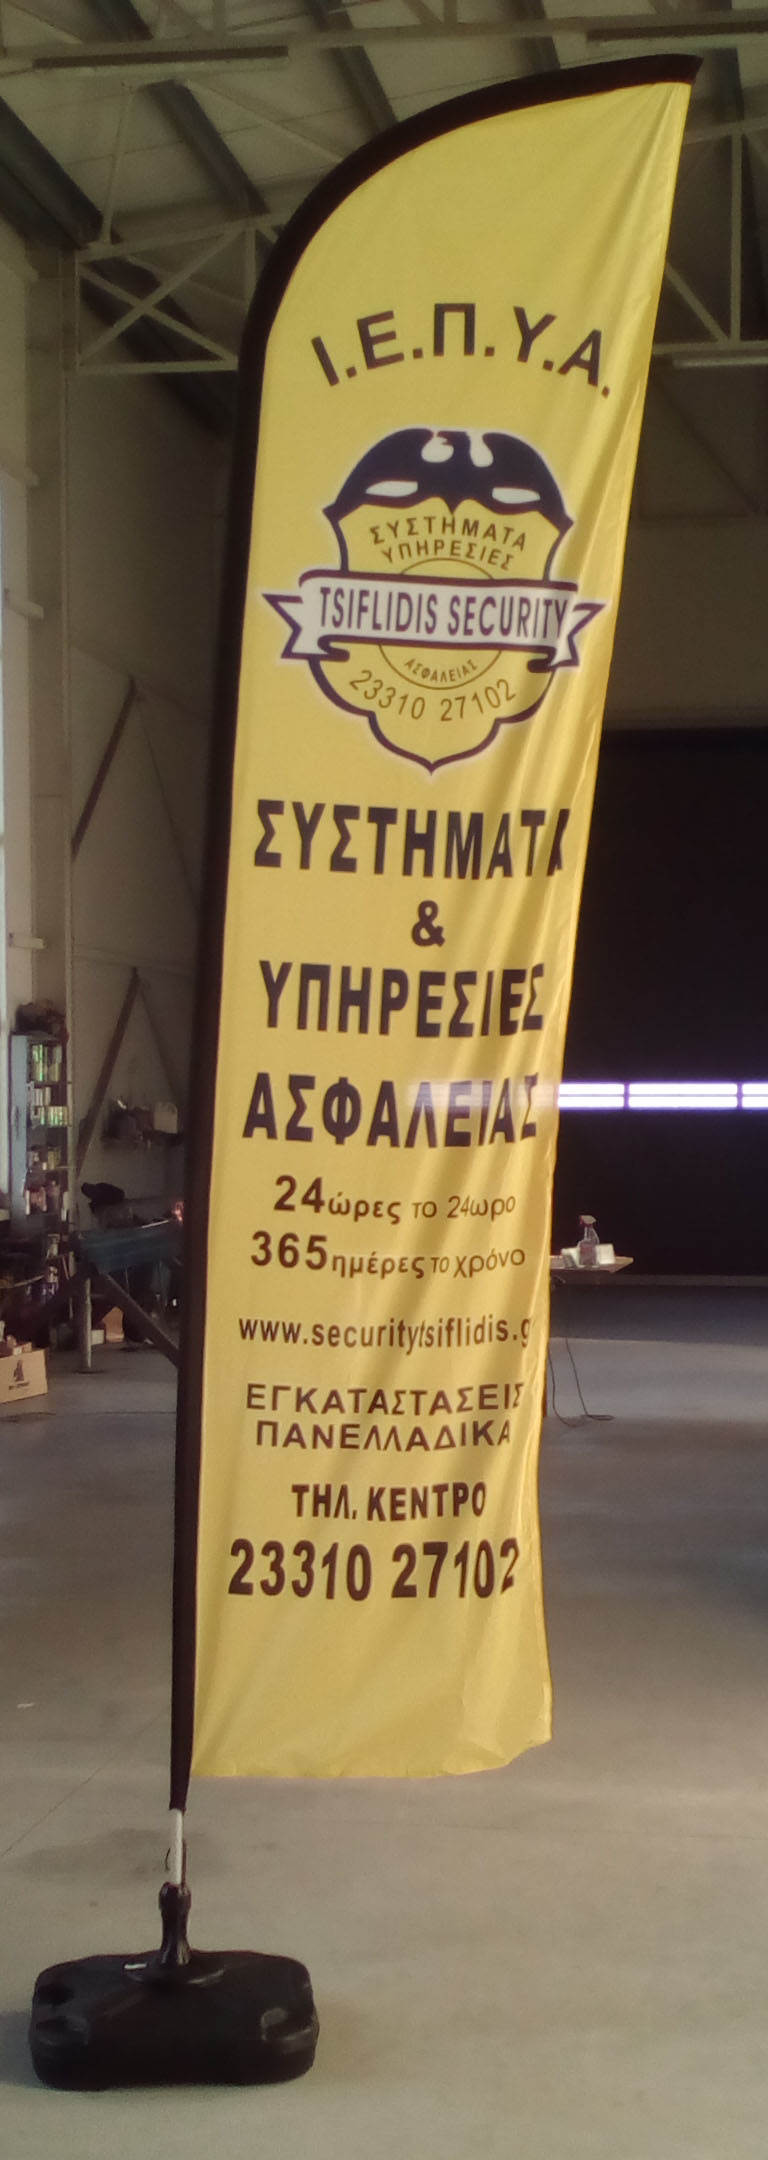 Ι.Ε.Π.Υ.Α.
ΣΥΣΤΗΜΑΤΑ
ΥΠΗΡΕΣΙΕΣ
TSIFLIDIS SECURITY
ΑΣΦΑΛΕΙΑΣ
23310 27102
ΣΥΣΤΗΜΑΤΑ
&
ΥΠΗΡΕΣΙΕΣ
ΑΣΦΑΛΕΙΑΣ
24ώρες το 24ωρο
365ημέρες το χρόνο
www.securitytsiflidis.g
ΕΓΚΑΤΑΣΤΑΣΕΙΣ
ΠΑΝΕΛΛΑΔΙΚΑ
ΤΗΛ. ΚΕΝΤΡΟ
23310 27102